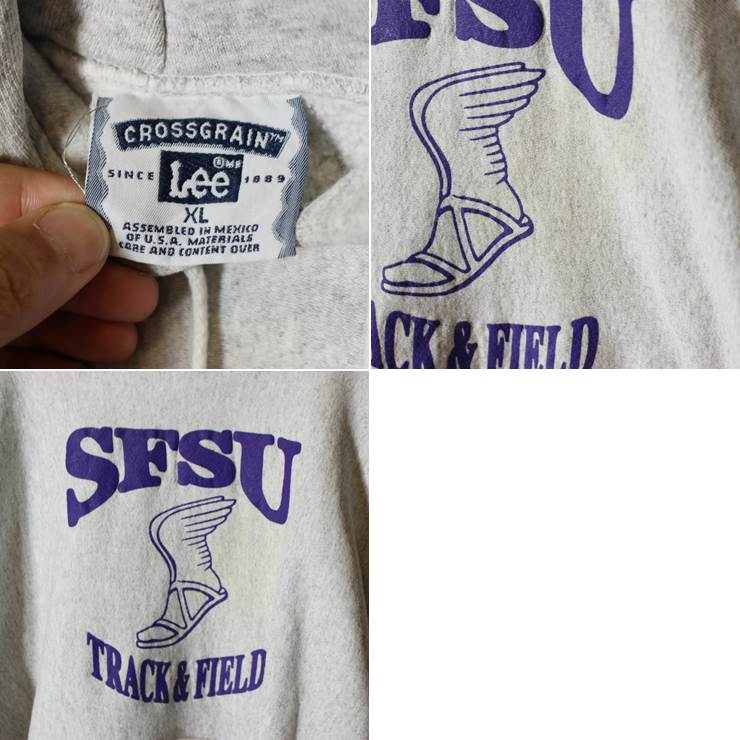 CROSSGRAIN™
SINCE Lee 1889
® MR
XL
ASSEMBLED IN MEXICO
OF U.S.A. MATERIALS
CARE AND CONTENT OVER
SFSU
ACK & FIELD
SFSU
TRACK & FIELD